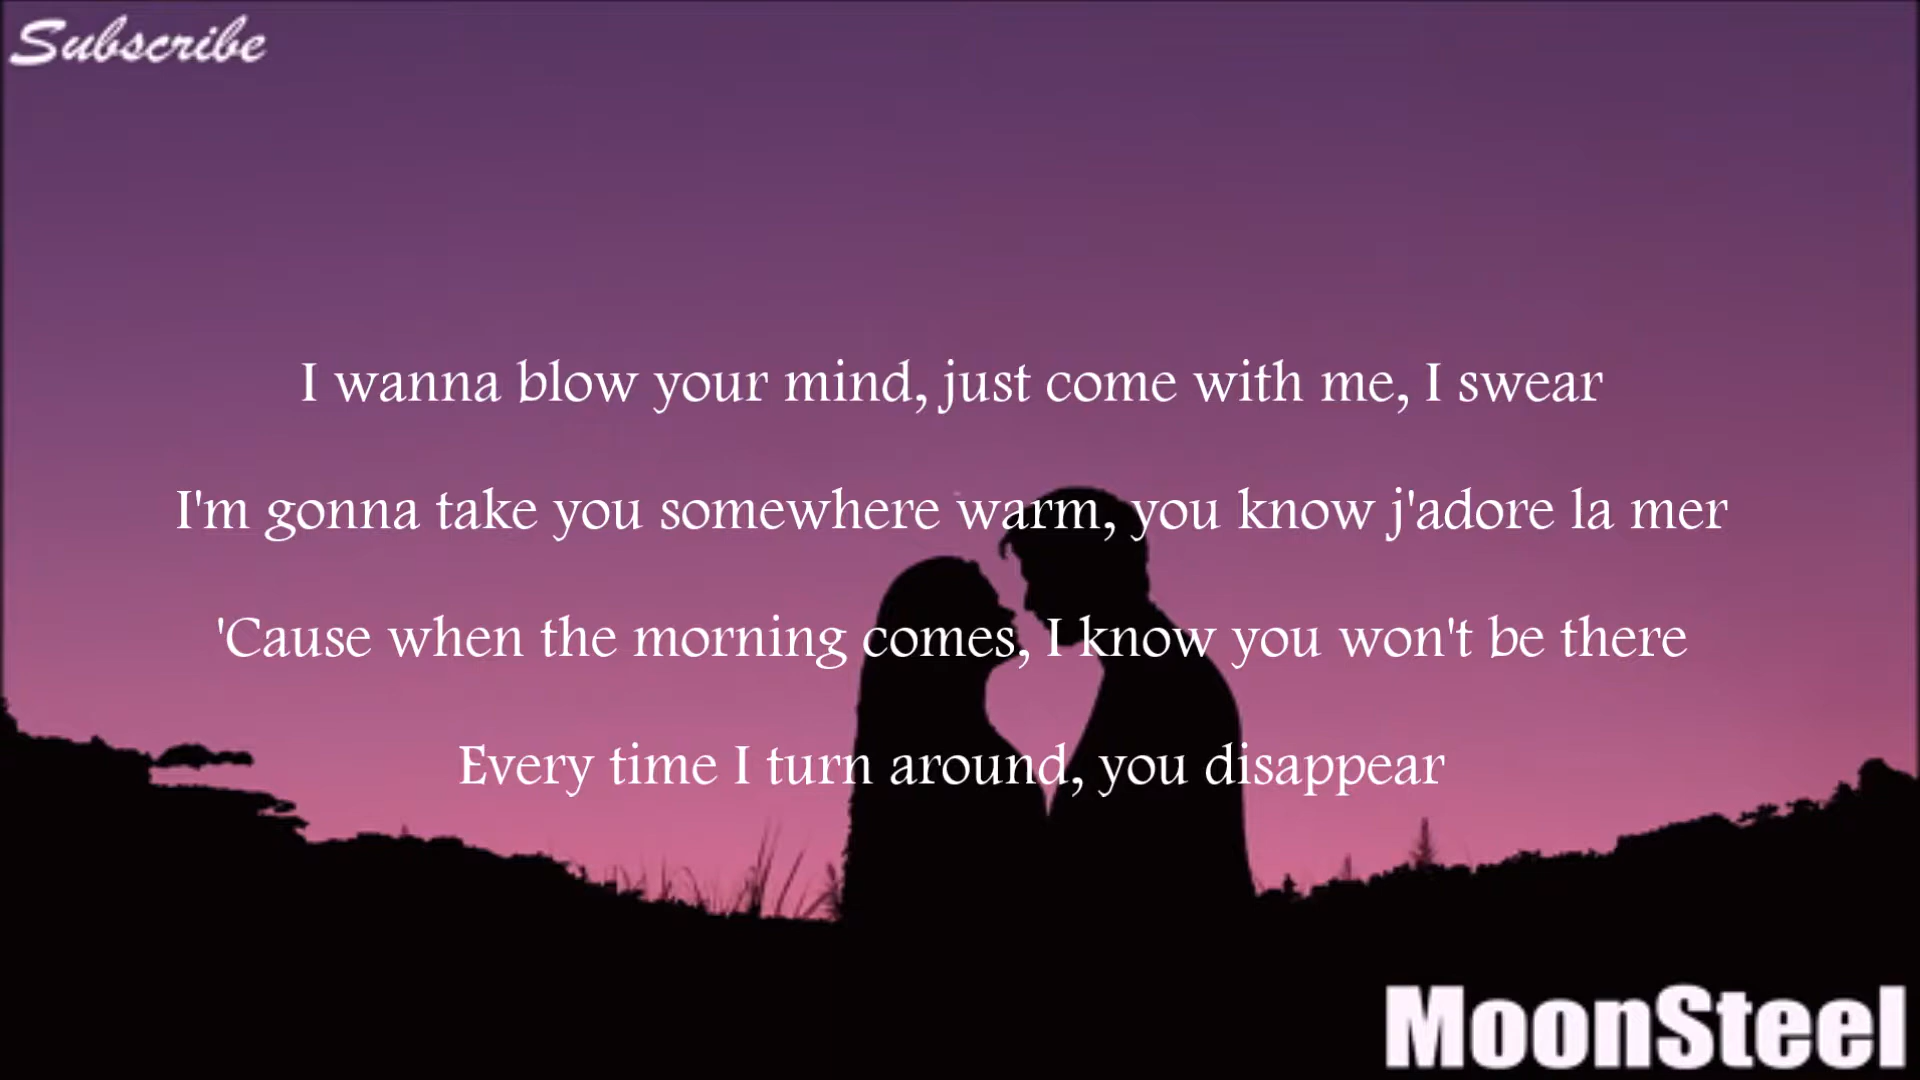 Subscribe
I wanna blow your mind, just come with me, I swear
I'm gonna take you somewhere warm, you know j'adore la mer
'Cause when the morning comes, I know you won't be there
Every time I turn around, you disappear
MoonSteel